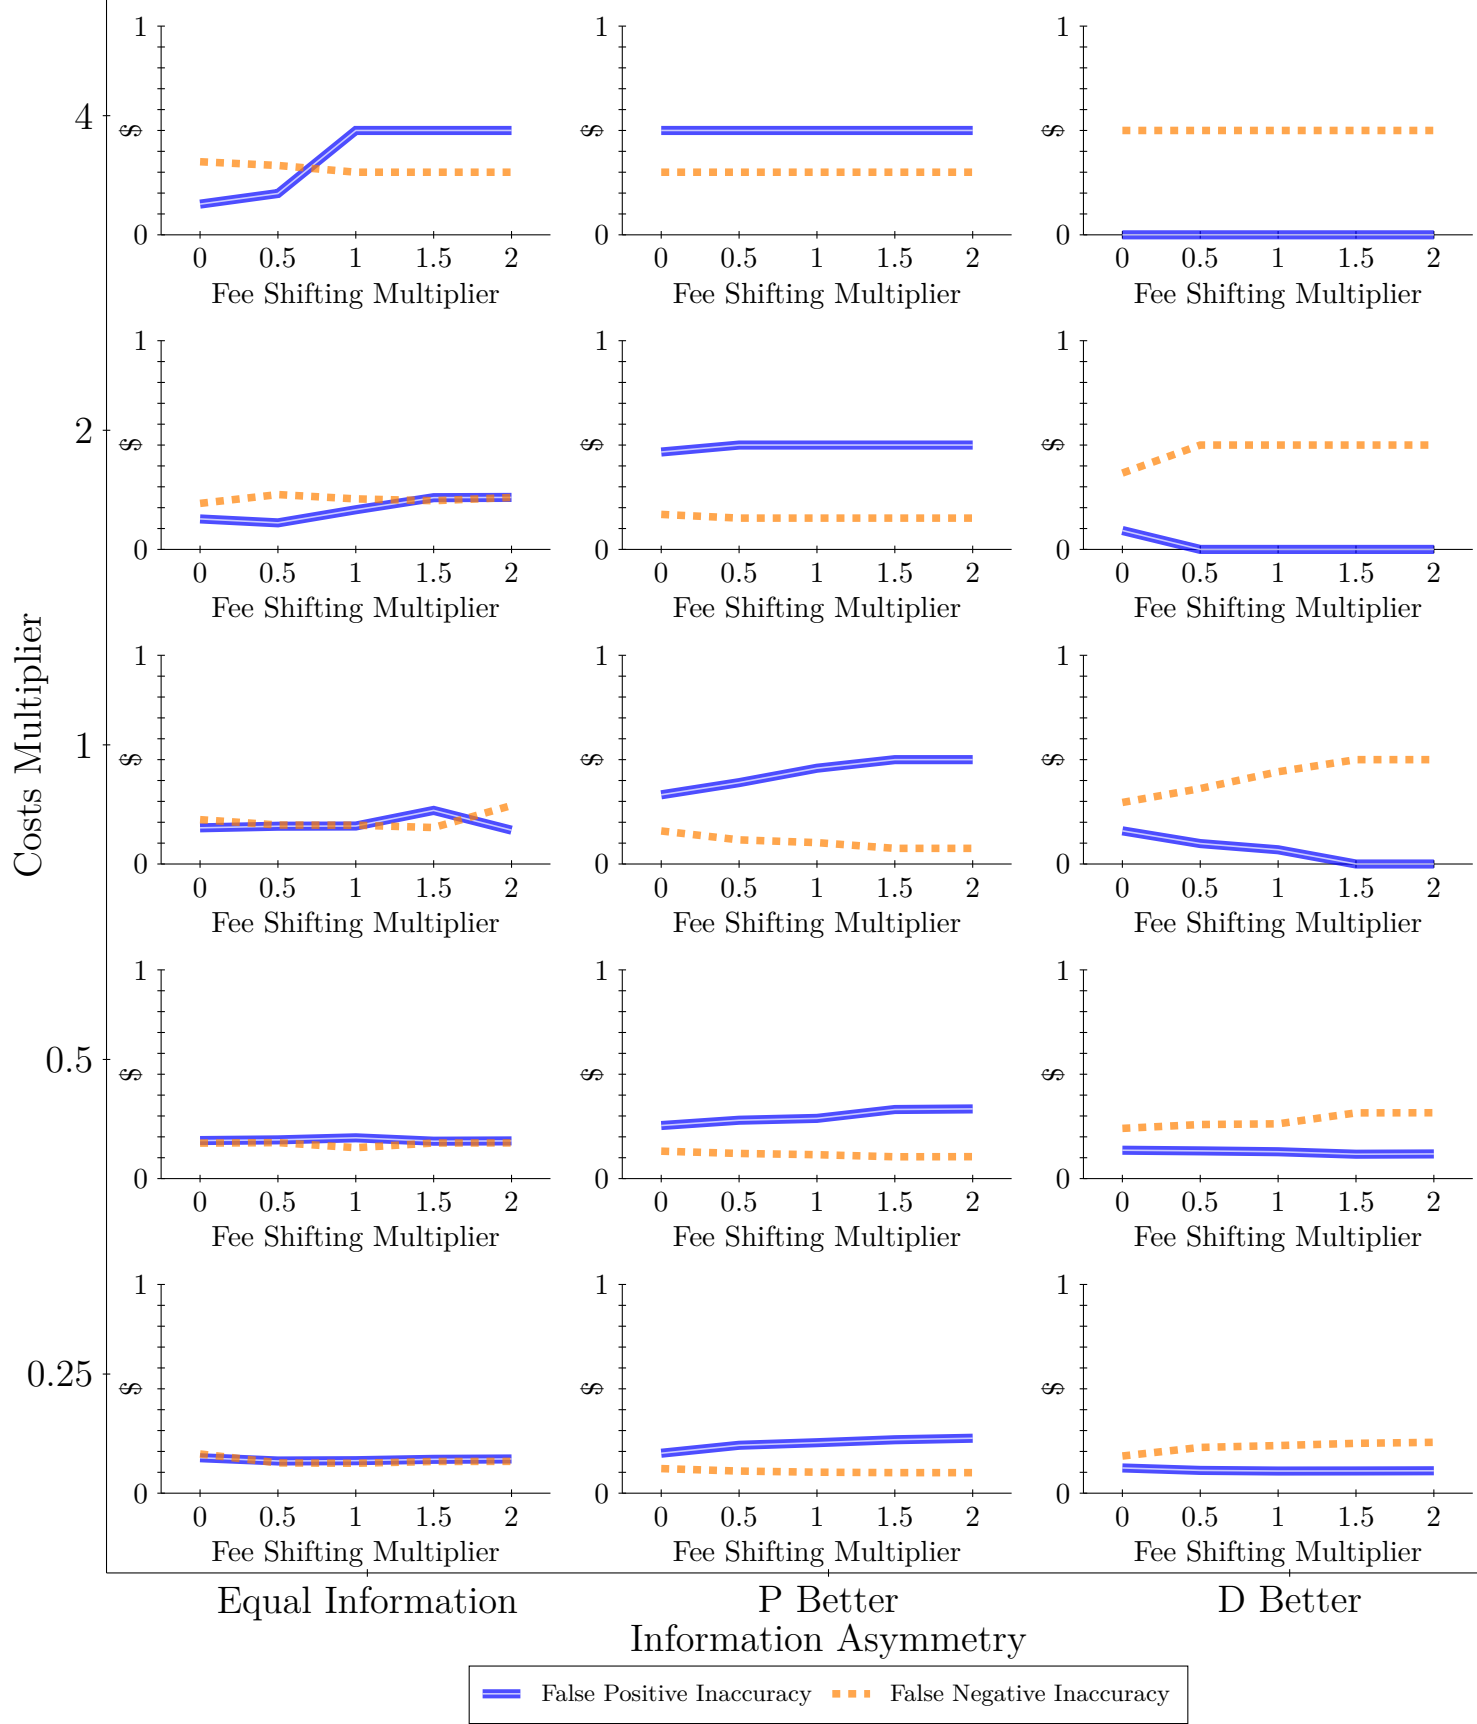 Costs Multiplier
4
1
$
0
0 0.5 1 1.5 2
Fee Shifting Multiplier
1
$
0
0 0.5 1 1.5 2
Fee Shifting Multiplier
1
$
0
0 0.5 1 1.5 2
Fee Shifting Multiplier
2
1
$
0
0 0.5 1 1.5 2
Fee Shifting Multiplier
1
$
0
0 0.5 1 1.5 2
Fee Shifting Multiplier
1
$
0
0 0.5 1 1.5 2
Fee Shifting Multiplier
1
1
$
0
0 0.5 1 1.5 2
Fee Shifting Multiplier
1
$
0
0 0.5 1 1.5 2
Fee Shifting Multiplier
1
$
0
0 0.5 1 1.5 2
Fee Shifting Multiplier
0.5
1
$
0
0 0.5 1 1.5 2
Fee Shifting Multiplier
1
$
0
0 0.5 1 1.5 2
Fee Shifting Multiplier
1
$
0
0 0.5 1 1.5 2
Fee Shifting Multiplier
0.25
1
$
0
0 0.5 1 1.5 2
Fee Shifting Multiplier
1
$
0
0 0.5 1 1.5 2
Fee Shifting Multiplier
1
$
0
0 0.5 1 1.5 2
Fee Shifting Multiplier
Equal Information P Better D Better
Information Asymmetry
False Positive Inaccuracy False Negative Inaccuracy